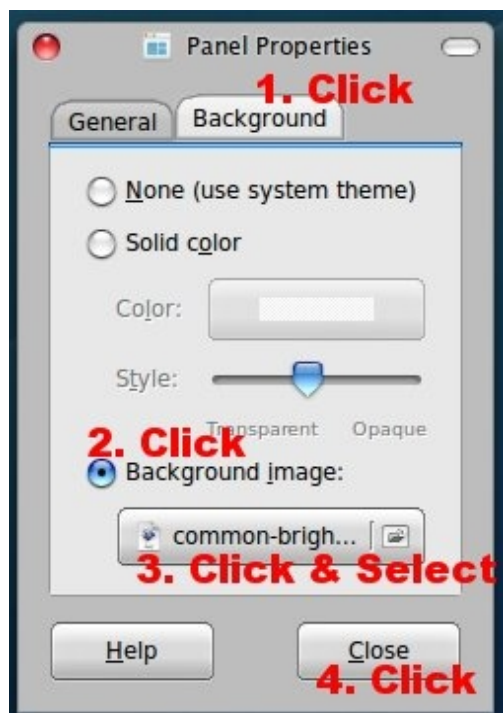 Panel Properties
1. Click
General Background
None (use system theme)
Solid color
Color:
Style:
Transparent Opaque
2. Click
Background image:
common-brigh...
3. Click & Select
Help Close
4. Click